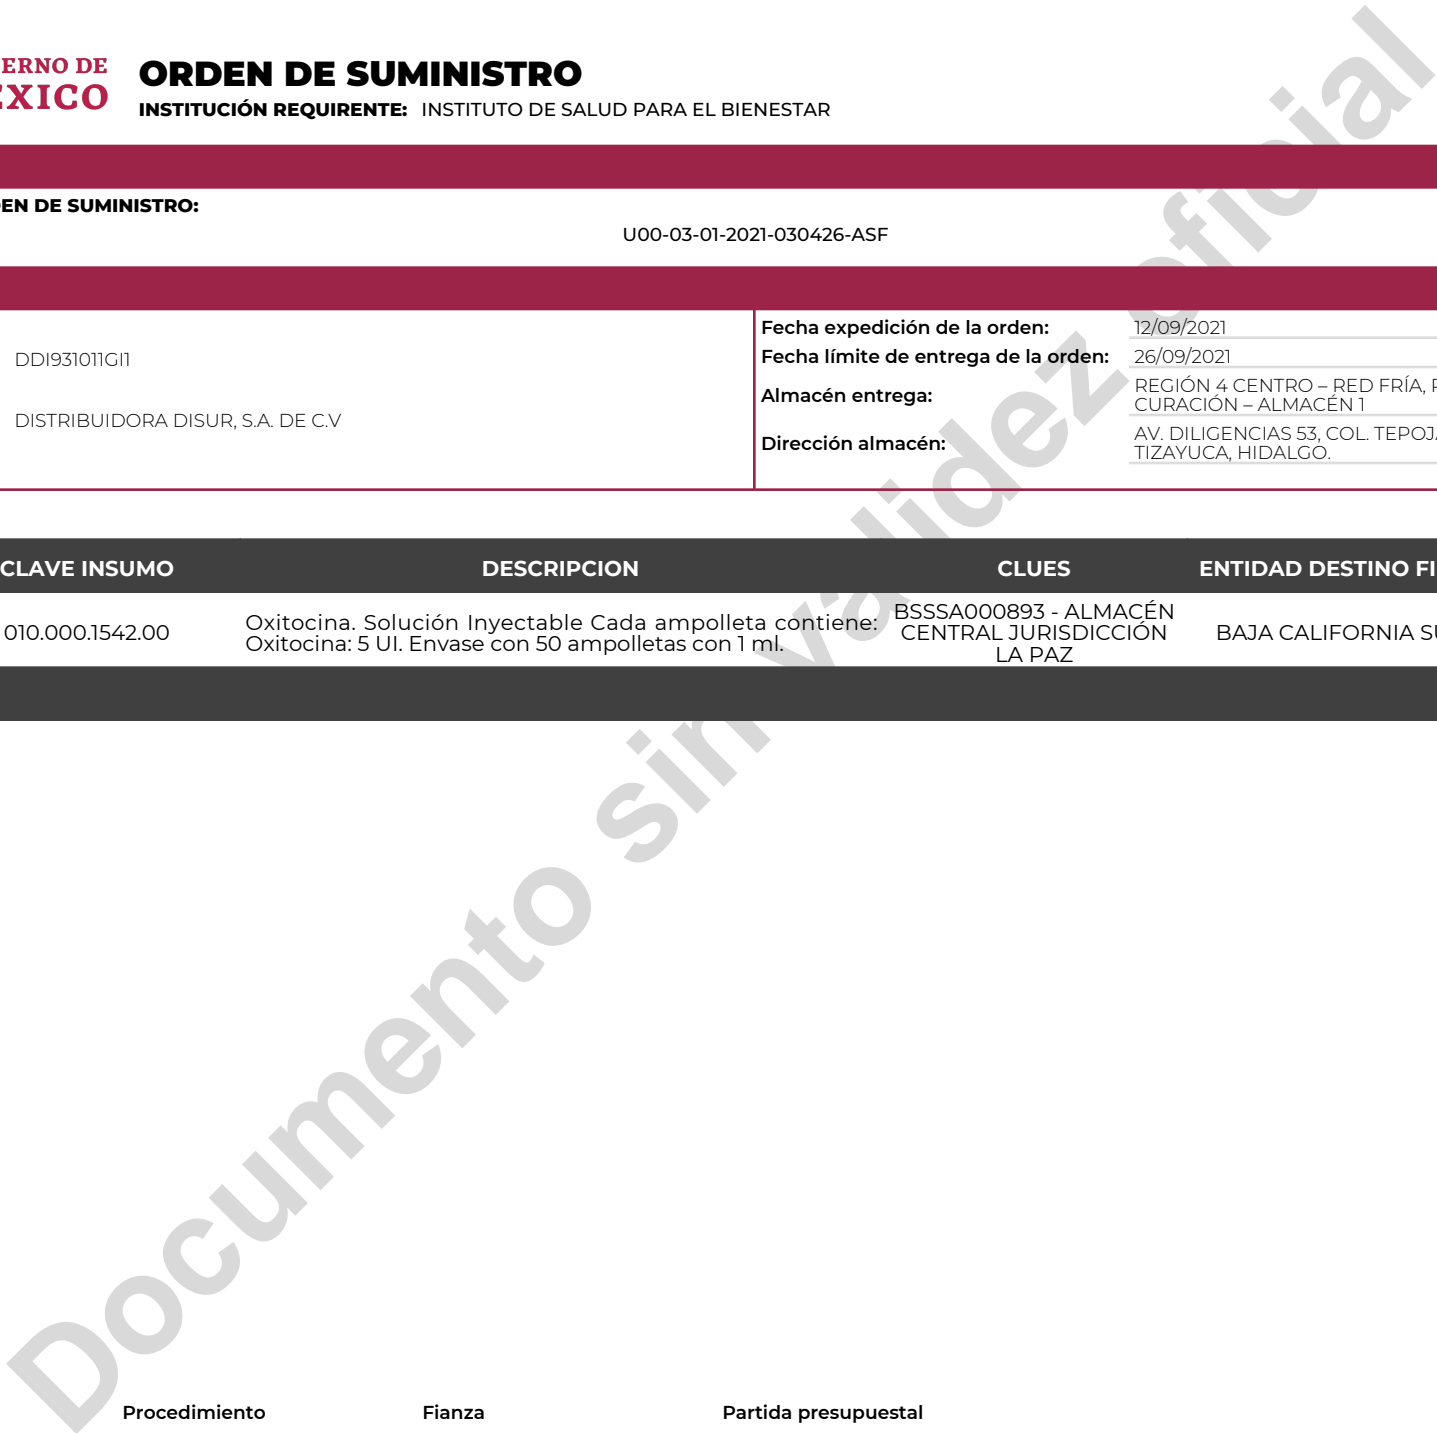 ERNO DE
EXICO
ORDEN DE SUMINISTRO
INSTITUCIÓN REQUIRENTE: INSTITUTO DE SALUD PARA EL BIENESTAR
EN DE SUMINISTRO:
U00-03-01-2021-030426-ASF
DDI931011GI1
DISTRIBUIDORA DISUR, S.A. DE C.V
Fecha expedición de la orden: 12/09/2021
Fecha límite de entrega de la orden: 26/09/2021
Almacén entrega: REGIÓN 4 CENTRO – RED FRÍA,
CURACIÓN – ALMACÉN 1
Dirección almacén: AV. DILIGENCIAS 53, COL. TEPOJA
TIZAYUCA, HIDALGO.
CLAVE INSUMO DESCRIPCION CLUES ENTIDAD DESTINO FI
010.000.1542.00
Oxitocina. Solución Inyectable Cada ampolleta contiene:
Oxitocina: 5 UI. Envase con 50 ampolletas con 1 ml.
BSSSA000893 - ALMACÉN
CENTRAL JURISDICCIÓN
LA PAZ
BAJA CALIFORNIA SU
Documento sin validez oficial
Procedimiento Fianza Partida presupuestal